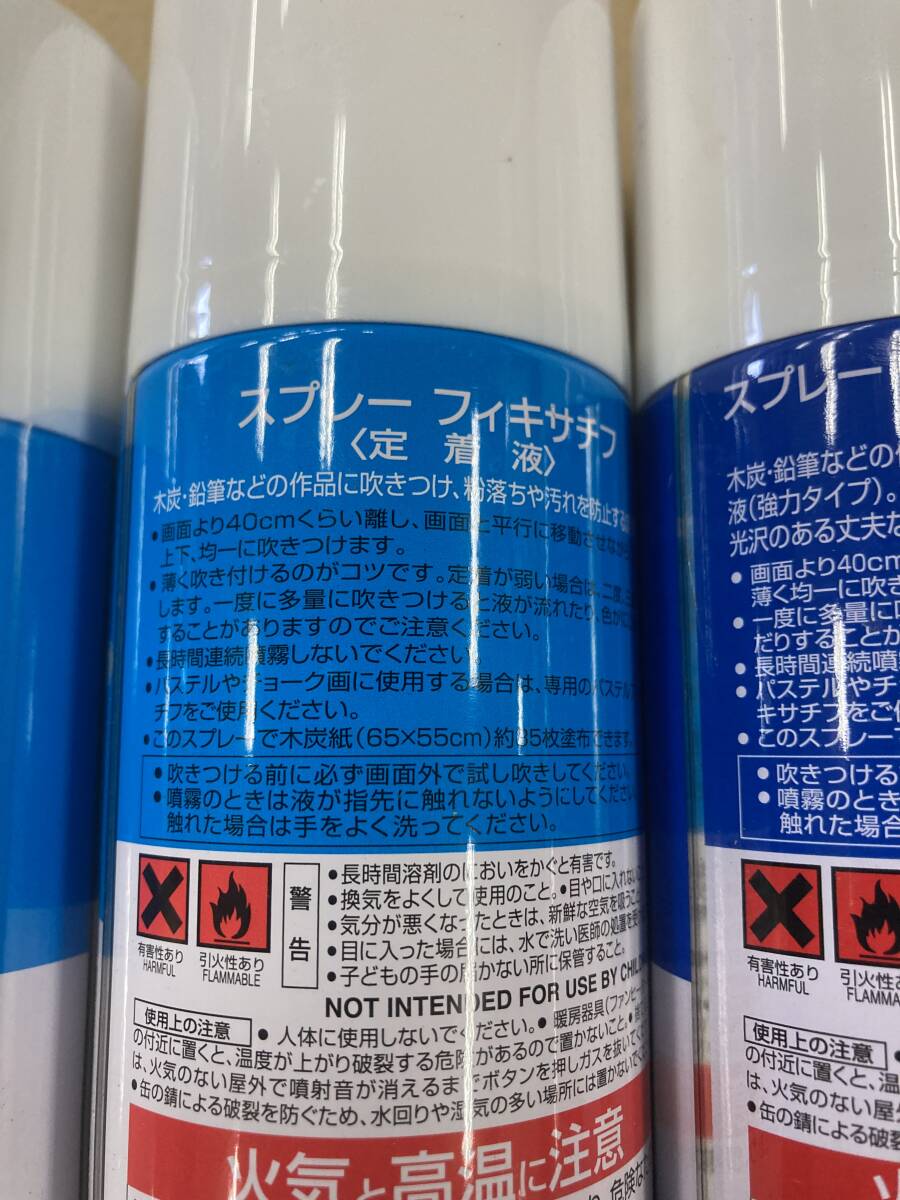 スプレー フィキサチフ
〈定着液〉
木炭・鉛筆などの作品に吹きつけ、粉落ちや汚れを防止する
•画面より40cmくらい離し、画面と平行に移動させながら
上下、均一に吹きつけます。
•薄く吹き付けるのがコツです。定着が弱い場合は、二度、
します。一度に多量に吹きつけると液が流れたり、色が
することがありますのでご注意ください。
•長時間連続噴霧しないでください。
•パステルやチョーク画に使用する場合は、専用のパステル
チフをご使用ください。
•このスプレーで木炭紙(65×55cm)約35枚塗布できます。
•吹きつける前に必ず画面外で試し吹きしてください。
•噴霧のときは液が指先に触れないようにしてください。
触れた場合は手をよく洗ってください。
有害性あり
HARMFUL
引火性あり
FLAMMABLE
警告
•長時間溶剤のにおいをかぐと有害です。
•換気をよくして使用のこと。•目や口に入れない
•気分が悪くなったときは、新鮮な空気を吸うこ
•目に入った場合には、水で洗い医師の処置を受
•子どもの手の届かない所に保管すること。
NOT INTENDED FOR USE BY CHIL
使用上の注意
•人体に使用しないでください。•暖房器具(ファンヒー
の付近に置くと、温度が上がり破裂する危険があるので置かないこと。
は、火気のない屋外で噴射音が消えるまでボタンを押しガスを抜いて
•缶の錆による破裂を防ぐため、水回りや湿気の多い場所には置かないで
火気と高温に注意
スプレー
木炭・鉛筆などの
液(強力タイプ)。
光沢のある丈夫な
•画面より40cm
薄く均一に吹き
•一度に多量に吹
だりすることが
•長時間連続噴
•パステルやチ
キサチフをご使
•このスプレーで
•吹きつける
•噴霧のとき
触れた場合
有害性あり
HARMFUL
引火性あ
FLAMMA
使用上の注意
の付近に置くと、温
は、火気のない屋外
•缶の錆による破裂